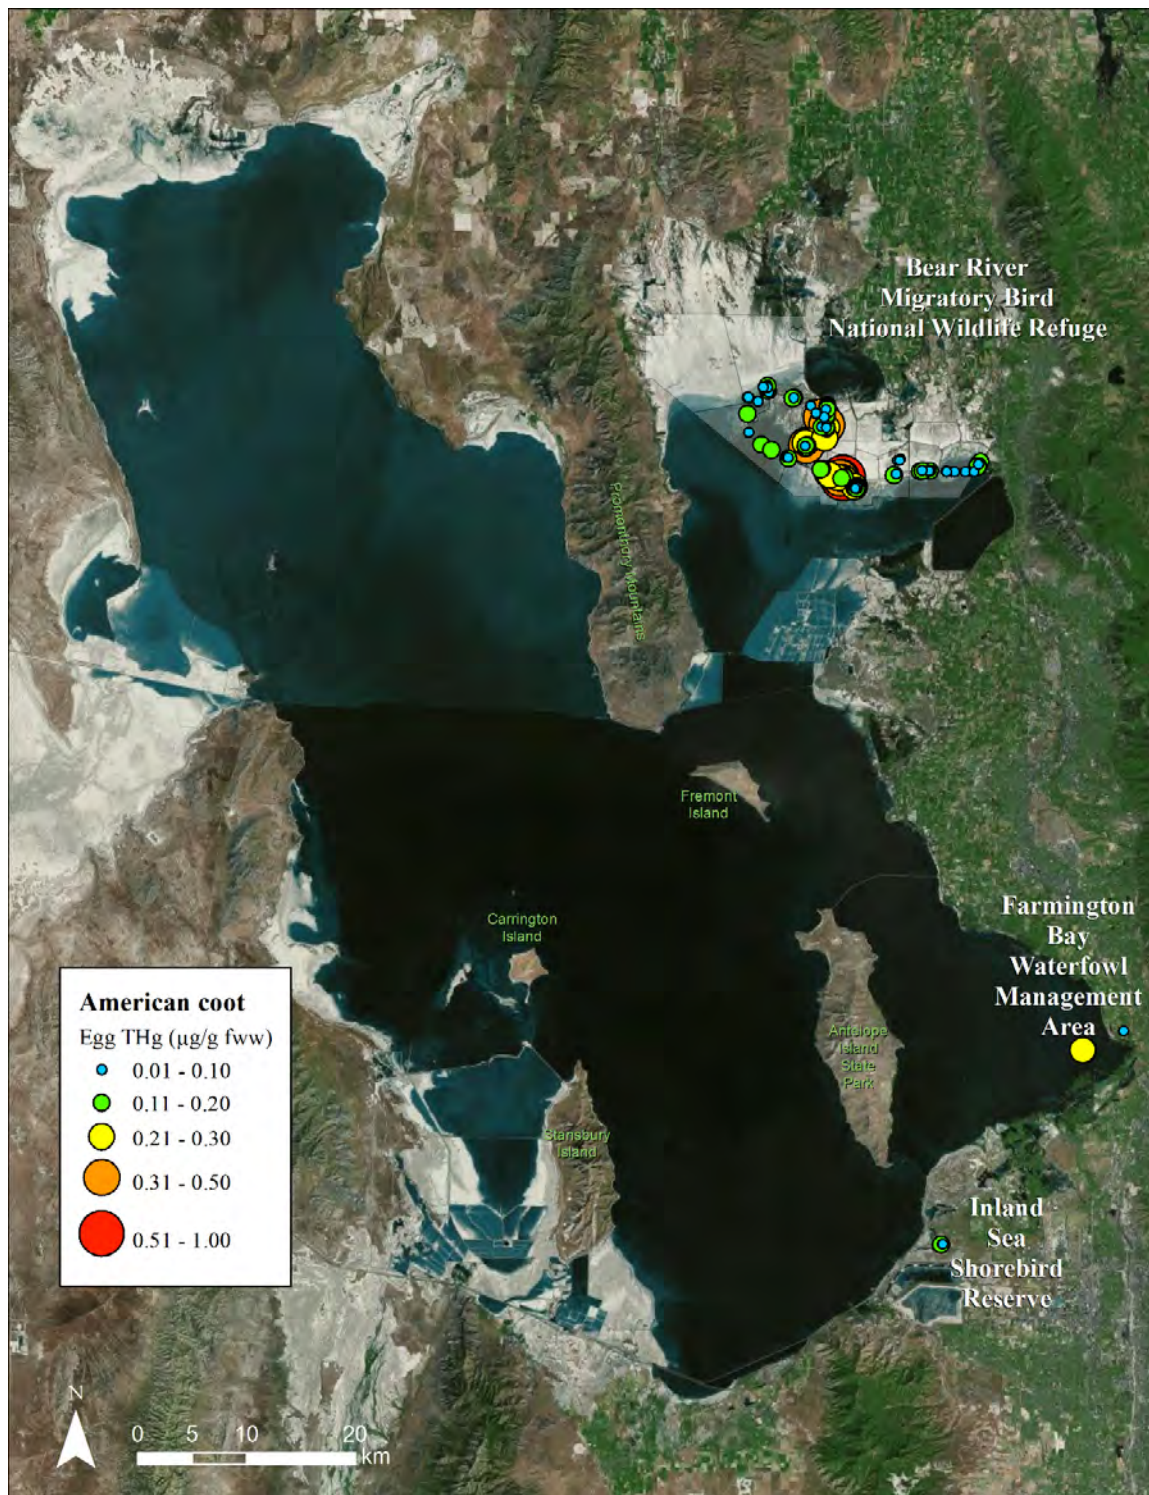 Bear River
Migratory Bird
National Wildlife Refuge
Promonthory Mountains
Fremont
Island
Carrington
Island
Farmington
Bay
Waterfowl
Management
Area
Antelope
Island
State
Park
Stansbury
Island
Inland
Sea
Shorebird
Reserve
American coot
Egg THg (µg/g fww)
0.01 - 0.10
0.11 - 0.20
0.21 - 0.30
0.31 - 0.50
0.51 - 1.00
N
0 5 10 20
km